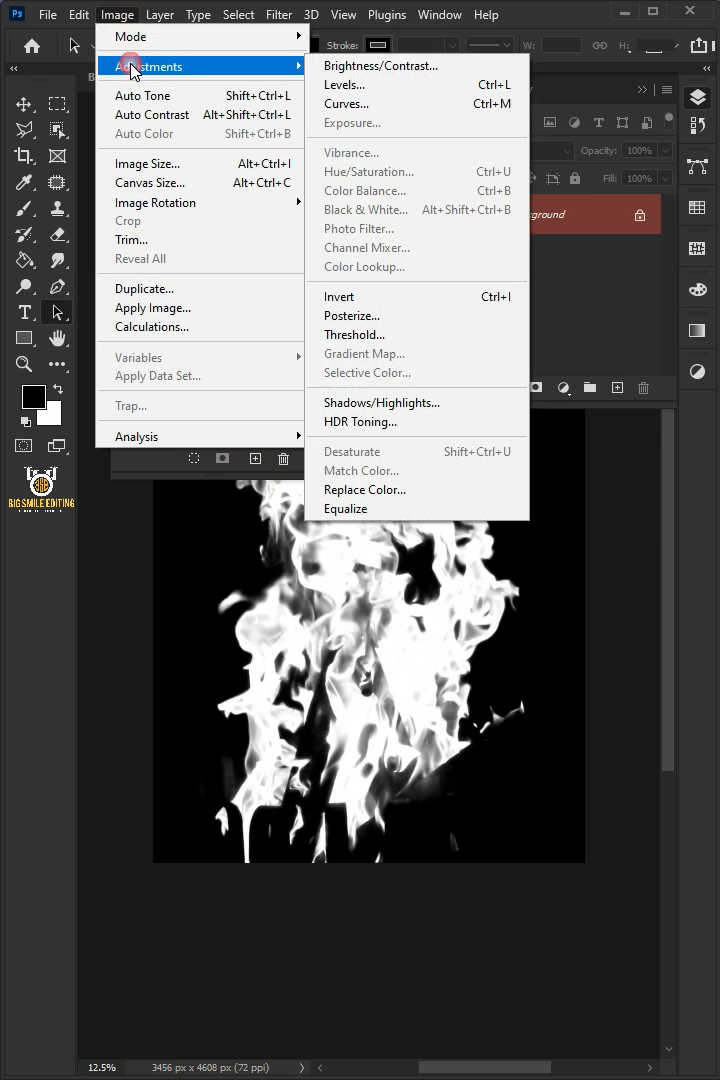 Ps File Edit Image Layer Type Select Filter 3D View Plugins Window Help
Stroke: W: H:
Mode
Adjustments
Auto Tone Shift+Ctrl+L
Auto Contrast Alt+Shift+Ctrl+L
Auto Color Shift+Ctrl+B
Image Size... Alt+Ctrl+I
Canvas Size... Alt+Ctrl+C
Image Rotation
Crop
Trim...
Reveal All
Duplicate...
Apply Image...
Calculations...
Variables
Apply Data Set...
Trap...
Analysis
Brightness/Contrast...
Levels... Ctrl+L
Curves... Ctrl+M
Exposure...
Vibrance...
Hue/Saturation... Ctrl+U
Color Balance... Ctrl+B
Black & White... Alt+Shift+Ctrl+B
Photo Filter...
Channel Mixer...
Color Lookup...
Invert Ctrl+I
Posterize...
Threshold...
Gradient Map...
Selective Color...
Shadows/Highlights...
HDR Toning...
Desaturate Shift+Ctrl+U
Match Color...
Replace Color...
Equalize
Opacity: 100%
Fill: 100%
ground
BIG SMILE EDITING
12.5% 3456 px x 4608 px (72 ppi)